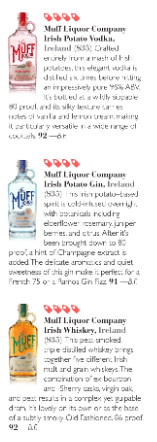 Muff Liquor Company
Irish Potato Vodka,
Ireland ($35) Crafted
entirely from a mash of Irish
potatoes, this elegant vodka is
distilled six times before hitting
an impressively pure 95% ABV.
It's bottled at a wildly sippable
80 proof, and its silky texture carries
notes of vanilla and lemon cream, making
it particularly versatile in a wide range of
cocktails. 92 —
MUFF
Muff Liquor Company
Irish Potato Gin, Ireland
($35) This Irish potato–based
spirit is cold-infused overnight
with botanicals including
elderflower, rosemary, juniper
berries, and citrus. After it's
been brought down to 80
proof, a hint of Champagne extract is
added. The delicate aromatics and quiet
sweetness of this gin make it perfect for a
French 75 or a Ramos Gin Fizz. 91 —
MUFF
Muff Liquor Company
Irish Whiskey, Ireland
($35) This peat smoked
triple-distilled whiskey brings
together five different Irish
malt and grain whiskeys. The
combination of ex-bourbon
and Sherry casks, virgin oak,
and peat results in a complex yet gulpable
dram. It's lovely on its own or as the base
of a subtly smoky Old Fashioned. 86 proof.
92 —
MUFF